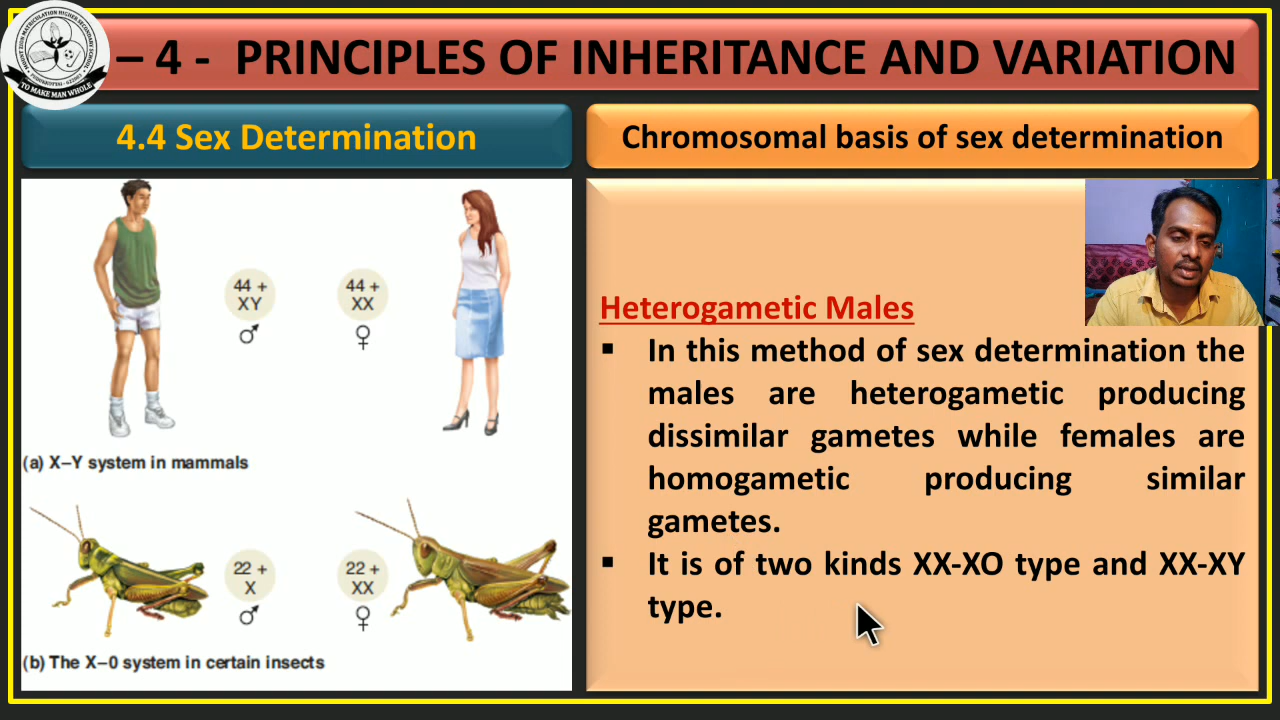 – 4 - PRINCIPLES OF INHERITANCE AND VARIATION
4.4 Sex Determination
Chromosomal basis of sex determination
44 +
XY
♂
44 +
XX
♀
(a) X–Y system in mammals
22 +
X
♂
22 +
XX
♀
(b) The X–0 system in certain insects
Heterogametic Males
▪ In this method of sex determination the
males are heterogametic producing
dissimilar gametes while females are
homogametic producing similar
gametes.
▪ It is of two kinds XX-XO type and XX-XY
type.
TO MAKE MAN WHOLE